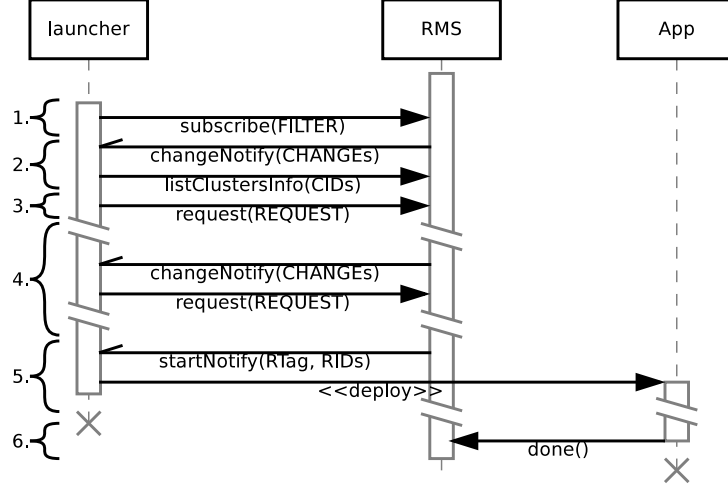 launcher RMS App
1.
subscribe(FILTER)
changeNotify(CHANGEs)
2.
listClustersInfo(CIDs)
3.
request(REQUEST)
changeNotify(CHANGEs)
4.
request(REQUEST)
startNotify(RTag, RIDs)
5.
<<deploy>>
6.
done()